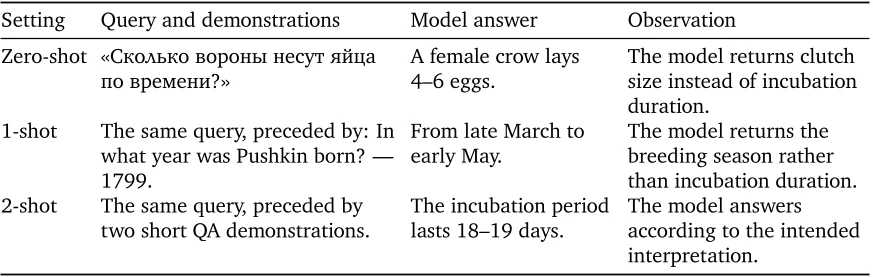 Setting Query and demonstrations Model answer Observation
Zero-shot «Сколько вороны несут яйца по времени?» A female crow lays 4–6 eggs. The model returns clutch size instead of incubation duration.
1-shot The same query, preceded by: In what year was Pushkin born? — 1799. From late March to early May. The model returns the breeding season rather than incubation duration.
2-shot The same query, preceded by two short QA demonstrations. The incubation period lasts 18–19 days. The model answers according to the intended interpretation.